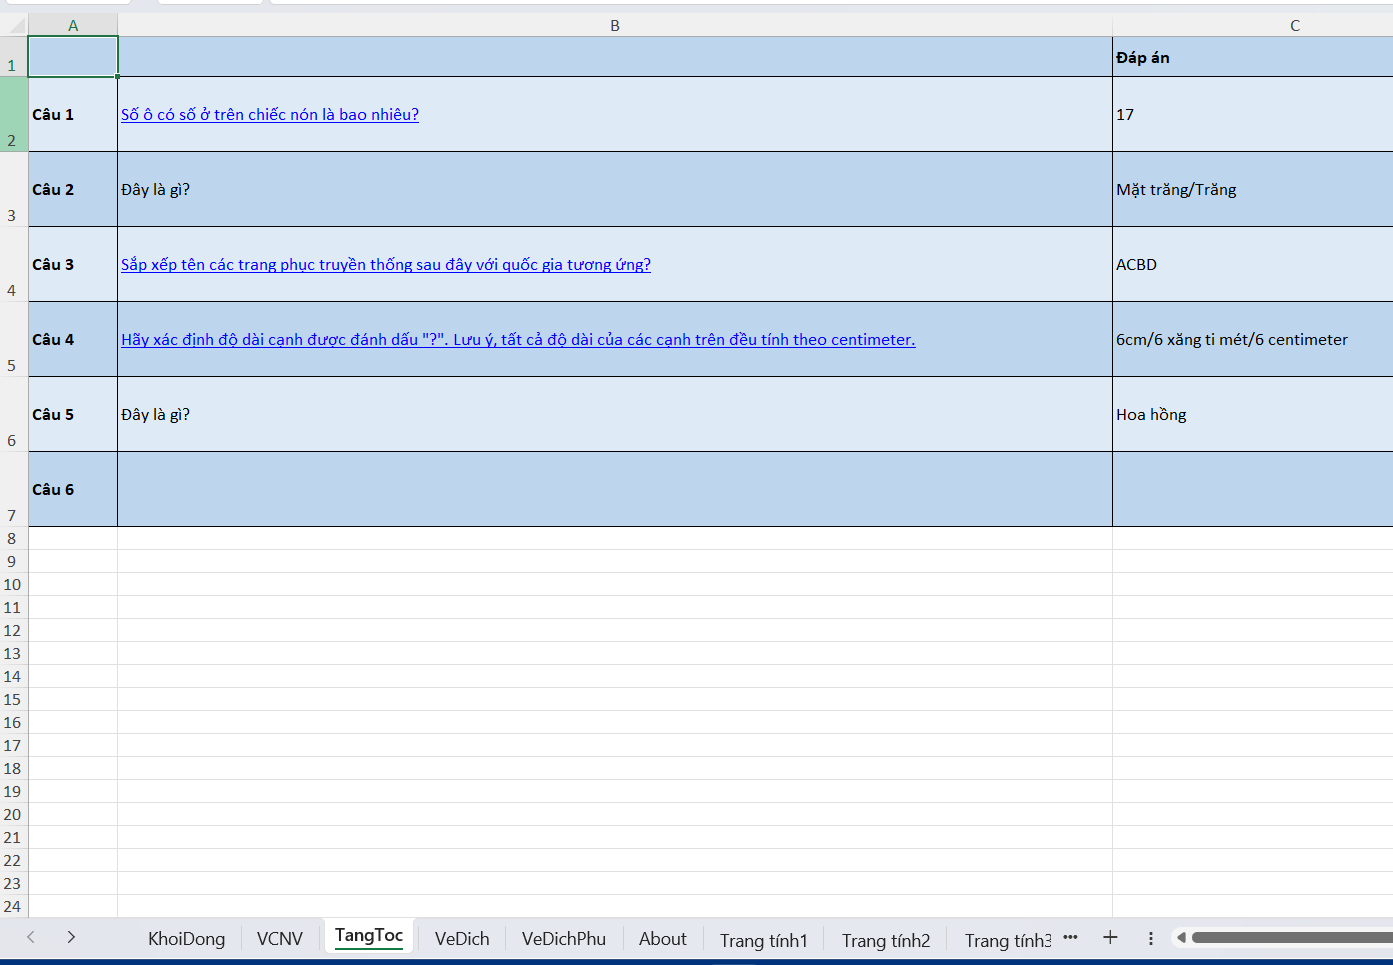 A B C
1 Đáp án
2 Câu 1 Số ô có số ở trên chiếc nón là bao nhiêu? 17
3 Câu 2 Đây là gì? Mặt trăng/Trăng
4 Câu 3 Sắp xếp tên các trang phục truyền thống sau đây với quốc gia tương ứng? ACBD
5 Câu 4 Hãy xác định độ dài cạnh được đánh dấu "?". Lưu ý, tất cả độ dài của các cạnh trên đều tính theo centimeter. 6cm/6 xăng ti mét/6 centimeter
6 Câu 5 Đây là gì? Hoa hồng
7 Câu 6
8
9
10
11
12
13
14
15
16
17
18
19
20
21
22
23
24
KhoiDong VCNV TangToc VeDich VeDichPhu About Trang tính1 Trang tính2 Trang tính3